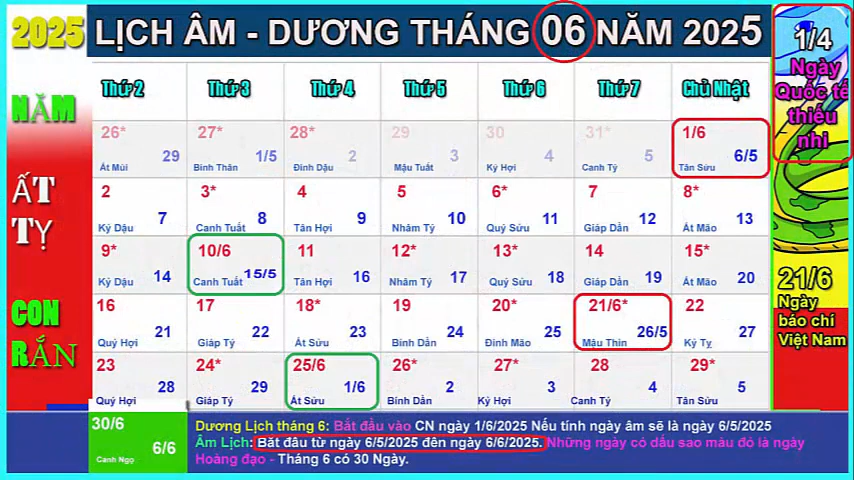 2025
LỊCH ÂM - DƯƠNG THÁNG 06 NĂM 2025
NĂM
ẤT
TỴ
CON
RẮN
Thứ 2 Thứ 3 Thứ 4 Thứ 5 Thứ 6 Thứ 7 Chủ Nhật
26* 27* 28* 29 30 31* 1/6
29 1/5 2 3 4 5 6/5
Ất Mùi Bính Thân Đinh Dậu Mậu Tuất Kỷ Hợi Canh Tý Tân Sửu
2 3* 4 5 6* 7 8*
7 8 9 10 11 12 13
Kỷ Dậu Canh Tuất Tân Hợi Nhâm Tý Quý Sửu Giáp Dần Ất Mão
9* 10/6 11 12* 13* 14 15*
14 15/5 16 17 18 19 20
Kỷ Dậu Canh Tuất Tân Hợi Nhâm Tý Quý Sửu Giáp Dần Ất Mão
16 17 18* 19 20* 21/6* 22
21 22 23 24 25 26/5 27
Quý Hợi Giáp Tý Ất Sửu Bính Dần Đinh Mão Mậu Thìn Kỷ Tỵ
23 24* 25/6 26* 27* 28 29*
28 29 1/6 2 3 4 5
Quý Hợi Giáp Tý Ất Sửu Bính Dần Kỷ Hợi Canh Tý Tân Sửu
30/6
6/6
Canh Ngọ
Dương Lịch tháng 6: Bắt đầu vào CN ngày 1/6/2025 Nếu tính ngày âm sẽ là ngày 6/5/2025
Âm Lịch: Bắt đầu từ ngày 6/5/2025 đến ngày 6/6/2025. Những ngày có dấu sao màu đỏ là ngày
Hoàng đạo - Tháng 6 có 30 Ngày.
1/4
Ngày
Quốc tế
thiếu
nhi
21/6
Ngày
báo chí
Việt Nam